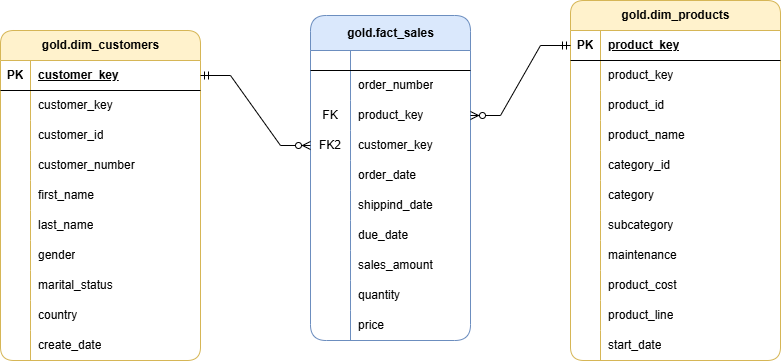 gold.dim_customers
PK customer_key
customer_key
customer_id
customer_number
first_name
last_name
gender
marital_status
country
create_date
gold.fact_sales
order_number
FK product_key
FK2 customer_key
order_date
shippind_date
due_date
sales_amount
quantity
price
gold.dim_products
PK product_key
product_key
product_id
product_name
category_id
category
subcategory
maintenance
product_cost
product_line
start_date